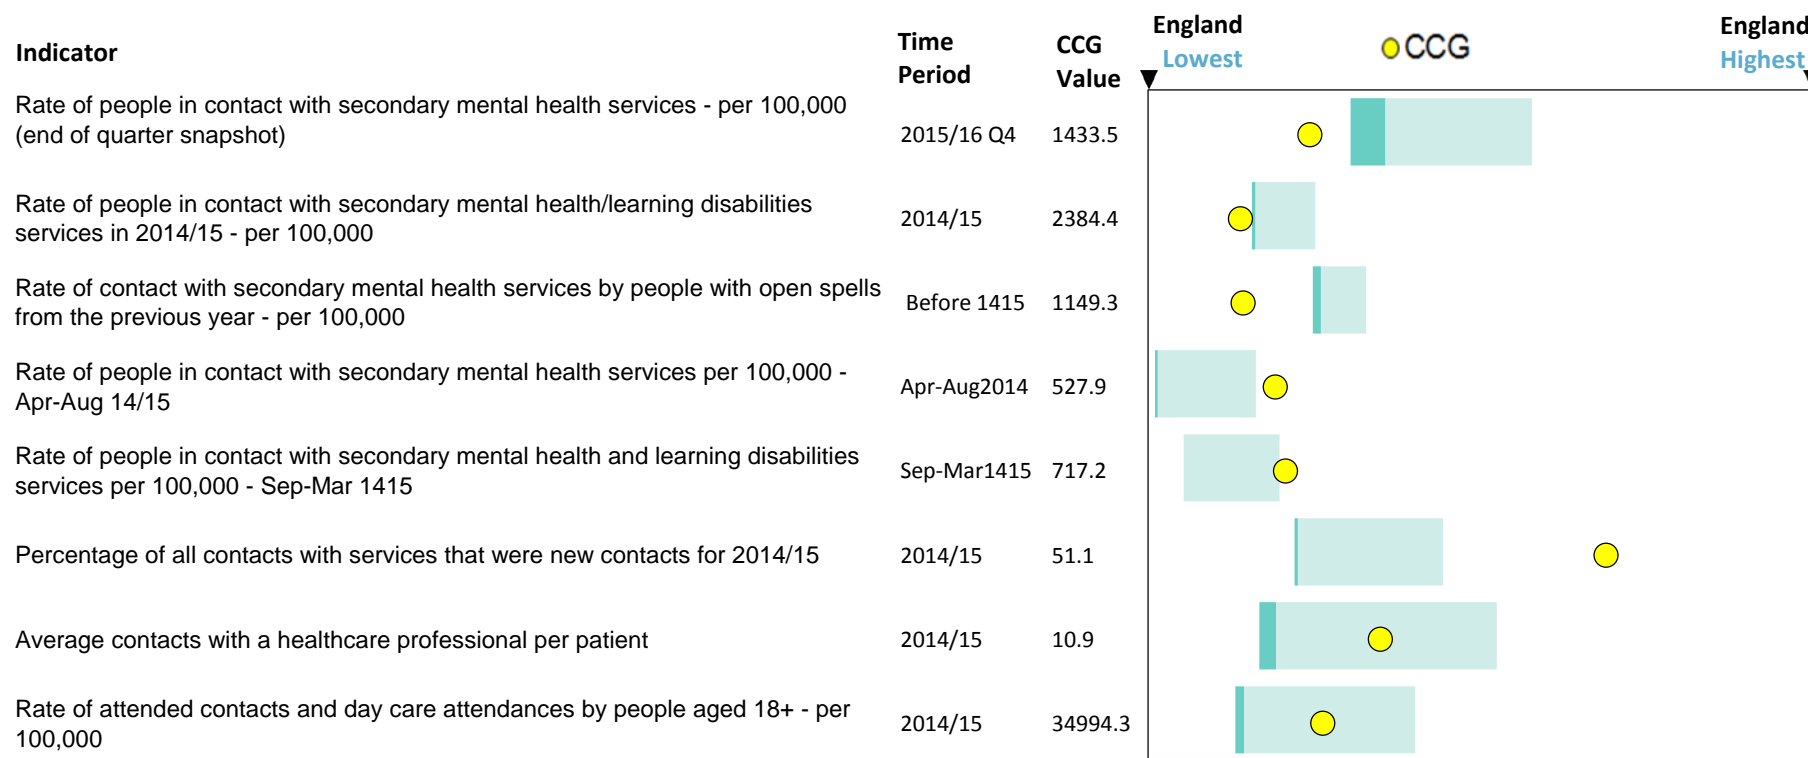 Indicator
Time
Period
CCG
Value
England
Lowest
CCG
England
Highest
Rate of people in contact with secondary mental health services - per 100,000
(end of quarter snapshot)
2015/16 Q4 1433.5
Rate of people in contact with secondary mental health/learning disabilities
services in 2014/15 - per 100,000
2014/15 2384.4
Rate of contact with secondary mental health services by people with open spells
from the previous year - per 100,000
Before 1415 1149.3
Rate of people in contact with secondary mental health services per 100,000 -
Apr-Aug 14/15
Apr-Aug2014 527.9
Rate of people in contact with secondary mental health and learning disabilities
services per 100,000 - Sep-Mar 1415
Sep-Mar1415 717.2
Percentage of all contacts with services that were new contacts for 2014/15 2014/15 51.1
Average contacts with a healthcare professional per patient 2014/15 10.9
Rate of attended contacts and day care attendances by people aged 18+ - per
100,000
2014/15 34994.3